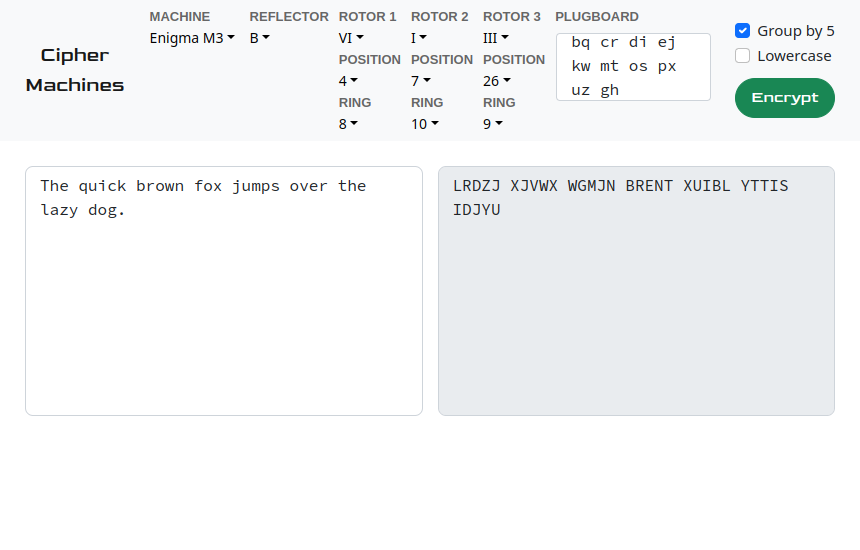 Cipher
Machines
MACHINE
Enigma M3
REFLECTOR
B
ROTOR 1
VI
POSITION
4
RING
8
ROTOR 2
I
POSITION
7
RING
10
ROTOR 3
III
POSITION
26
RING
9
PLUGBOARD
bq cr di ej
kw mt os px
uz gh
Group by 5
Lowercase
Encrypt
The quick brown fox jumps over the
lazy dog.
LRDZJ XJVWX WGMJN BRENT XUIBL YTTIS
IDJYU